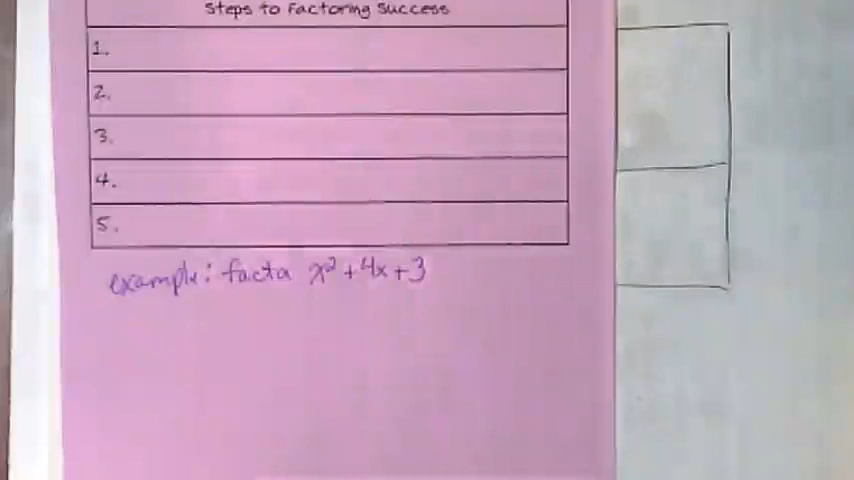 Steps to Factoring Success
1.
2.
3.
4.
5.
example: facta x² + 4x + 3